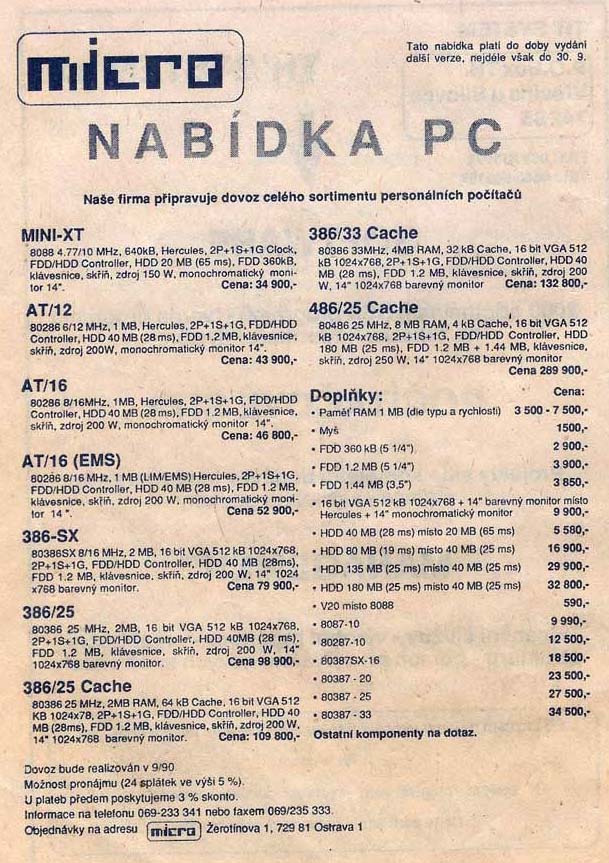 micro
Tato nabídka platí do doby vydání
další verze, nejdéle však do 30. 9.
NABÍDKA PC
Naše firma připravuje dovoz celého sortimentu personálních počítačů
MINI-XT
8088 4.77/10 MHz, 640kB, Hercules, 2P+1S+1G Clock,
FDD/HDD Controller, HDD 20 MB (65 ms), FDD 360kB,
klávesnice, skříň, zdroj 150 W, monochromatický moni-
tor 14". Cena: 34 900,-
AT/12
80286 6/12 MHz, 1 MB, Hercules, 2P+1S+1G, FDD/HDD
Controller, HDD 40 MB (28 ms), FDD 1.2 MB, klávesnice,
skříň, zdroj 200W, monochromatický monitor 14".
Cena: 43 900,-
AT/16
80286 8/16MHz, 1MB, Hercules, 2P+1S+1G, FDD/HDD
Controller, HDD 40 MB (28 ms), FDD 1.2 MB, klávesnice,
skříň, zdroj 200 W, monochromatický monitor 14".
Cena: 46 800,-
AT/16 (EMS)
80286 8/16 MHz, 1 MB (LIM/EMS) Hercules, 2P+1S+1G,
FDD/HDD Controller, HDD 40 MB (28 ms), FDD 1.2 MB,
klávesnice, skříň, zdroj 200 W, monochromatický moni-
tor 14 ". Cena 52 900,-
386-SX
80386SX 8/16 MHz, 2 MB, 16 bit VGA 512 kB 1024x768,
2P+1S+1G, FDD/HDD Controller, HDD 40 MB (28ms),
FDD 1.2 MB, klávesnice, skříň, zdroj 200 W, 14" 1024
x768 barevný monitor. Cena 79 900,-
386/25
80386 25 MHz, 2MB, 16 bit VGA 512 kB 1024x768,
2P+1S+1G, FDD/HDD Controller, HDD 40MB (28 ms),
FDD 1.2 MB, klávesnice, skříň, zdroj 200 W, 14"
1024x768 barevný monitor. Cena 98 900,-
386/25 Cache
80386 25 MHz, 2MB RAM, 64 kB Cache, 16 bit VGA 512
KB 1024x78, 2P+1S+1G, FDD/HDD Controller, HDD 40
MB (28ms), FDD 1.2 MB, klávesnice, skříň, zdroj 200 W,
14" 1024x768 barevný monitor. Cena: 109 800,-
386/33 Cache
80386 33MHz, 4MB RAM, 32 kB Cache, 16 bit VGA 512
kB 1024x768, 2P+1S+1G, FDD/HDD Controller, HDD 40
MB (28 ms), FDD 1.2 MB, klávesnice, skříň, zdroj 200
W, 14" 1024x768 barevný monitor Cena: 132 800,-
486/25 Cache
80486 25 MHz, 8 MB RAM, 4 kB Cache, 16 bit VGA 512
kB 1024x768, 2P+1S+1G, FDD/HDD Controller, HDD
180 MB (25 ms), FDD 1.2 MB + 1.44 MB, klávesnice,
skříň, zdroj 250 W, 14" 1024x768 barevný monitor
Cena 289 900,-
Doplňky: Cena:
• Paměť RAM 1 MB (dle typu a rychlosti) 3 500 - 7 500,-
• Myš 1500,-
• FDD 360 kB (5 1/4") 2 900,-
• FDD 1.2 MB (5 1/4") 3 900,-
• FDD 1.44 MB (3,5") 3 850,-
• 16 bit VGA 512 kB 1024x768 + 14" barevný monitor místo
Hercules + 14" monochromatický monitor 9 900,-
• HDD 40 MB (28 ms) místo 20 MB (65 ms) 5 580,-
• HDD 80 MB (19 ms) místo 40 MB (25 ms) 16 900,-
• HDD 135 MB (25 ms) místo 40 MB (25 ms) 29 900,-
• HDD 180 MB (25 ms) místo 40 MB (25 ms) 32 800,-
• V20 místo 8088 590,-
• 8087-10 9 990,-
• 80287-10 12 500,-
• 80387SX-16 18 500,-
• 80387 - 20 23 500,-
• 80387 - 25 27 500,-
• 80387 - 33 34 500,-
Ostatní komponenty na dotaz.
Dovoz bude realizován v 9/90.
Možnost pronájmu (24 splátek ve výši 5 %).
U plateb předem poskytujeme 3 % skonto.
Informace na telefonu 069-233 341 nebo faxem 069/235 333.
Objednávky na adresu micro Žerotínova 1, 729 81 Ostrava 1